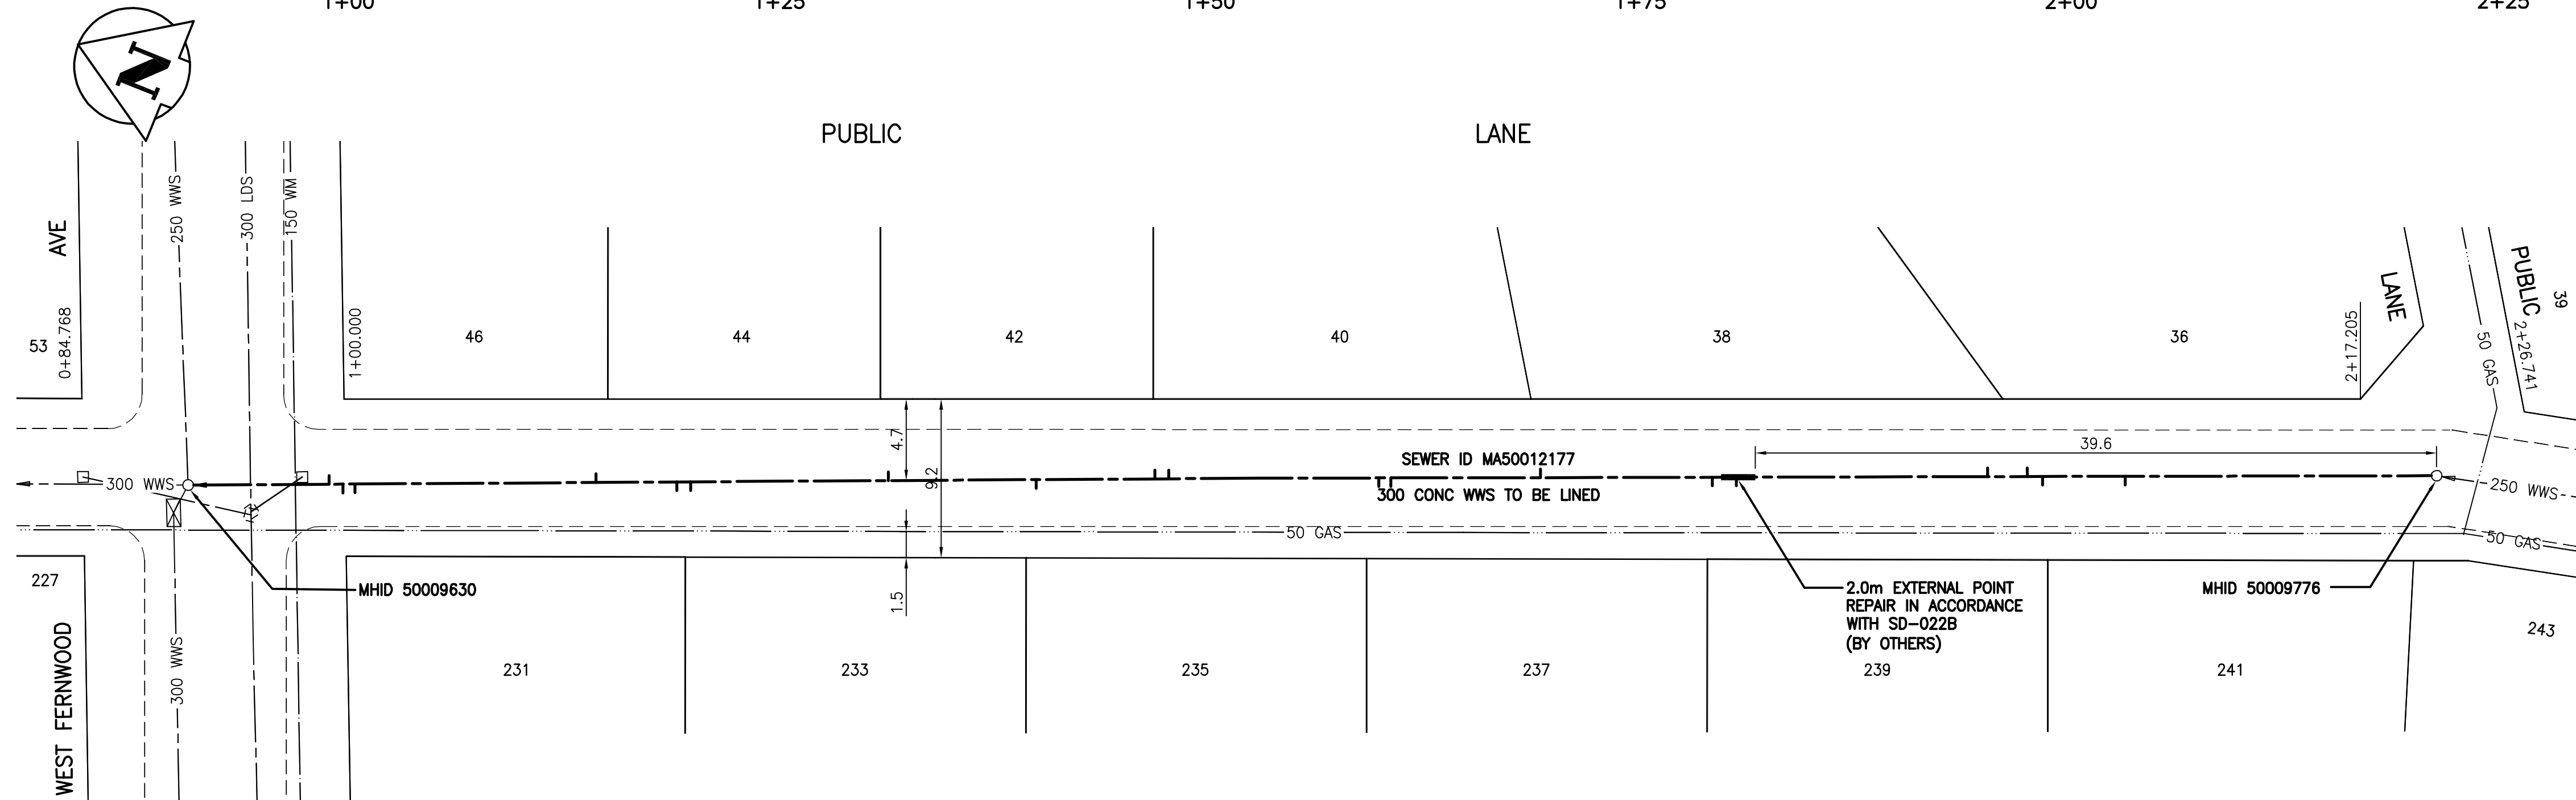 1+00
1+25
1+50
1+75
2+00
2+25
N
PUBLIC LANE
AVE
250 WWS
300 LDS
150 WM
53
0+84.768
1+00.000
46
44
42
40
38
36
2+17.205
LANE
PUBLIC
2+26.741
39
50 GAS
4.7
9.2
SEWER ID MA50012177
39.6
300 WWS
300 CONC WWS TO BE LINED
250 WWS
50 GAS
50 GAS
227
MHID 50009630
1.5
2.0m EXTERNAL POINT
REPAIR IN ACCORDANCE
WITH SD-022B
(BY OTHERS)
MHID 50009776
243
WEST FERNWOOD
300 WWS
231
233
235
237
239
241